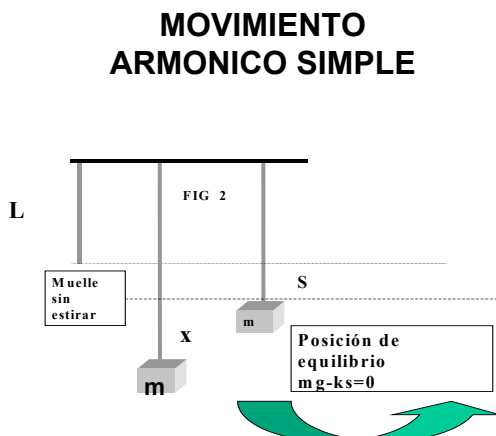 MOVIMIENTO
ARMONICO SIMPLE
FIG 2
L
Muelle
sin
estirar
S
m
x
Posición de
equilibrio
mg-ks=0
m